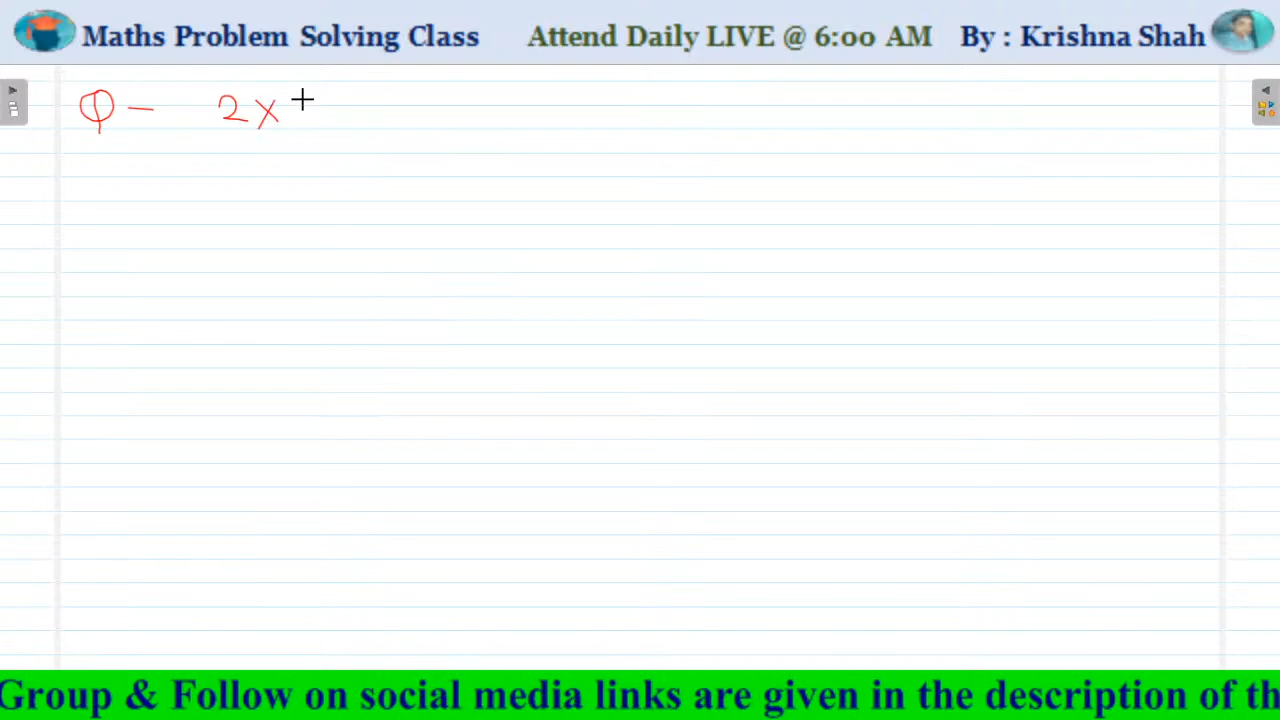 Maths Problem Solving Class Attend Daily LIVE @ 6:00 AM By : Krishna Shah
Q- 2x
Group & Follow on social media links are given in the description of th